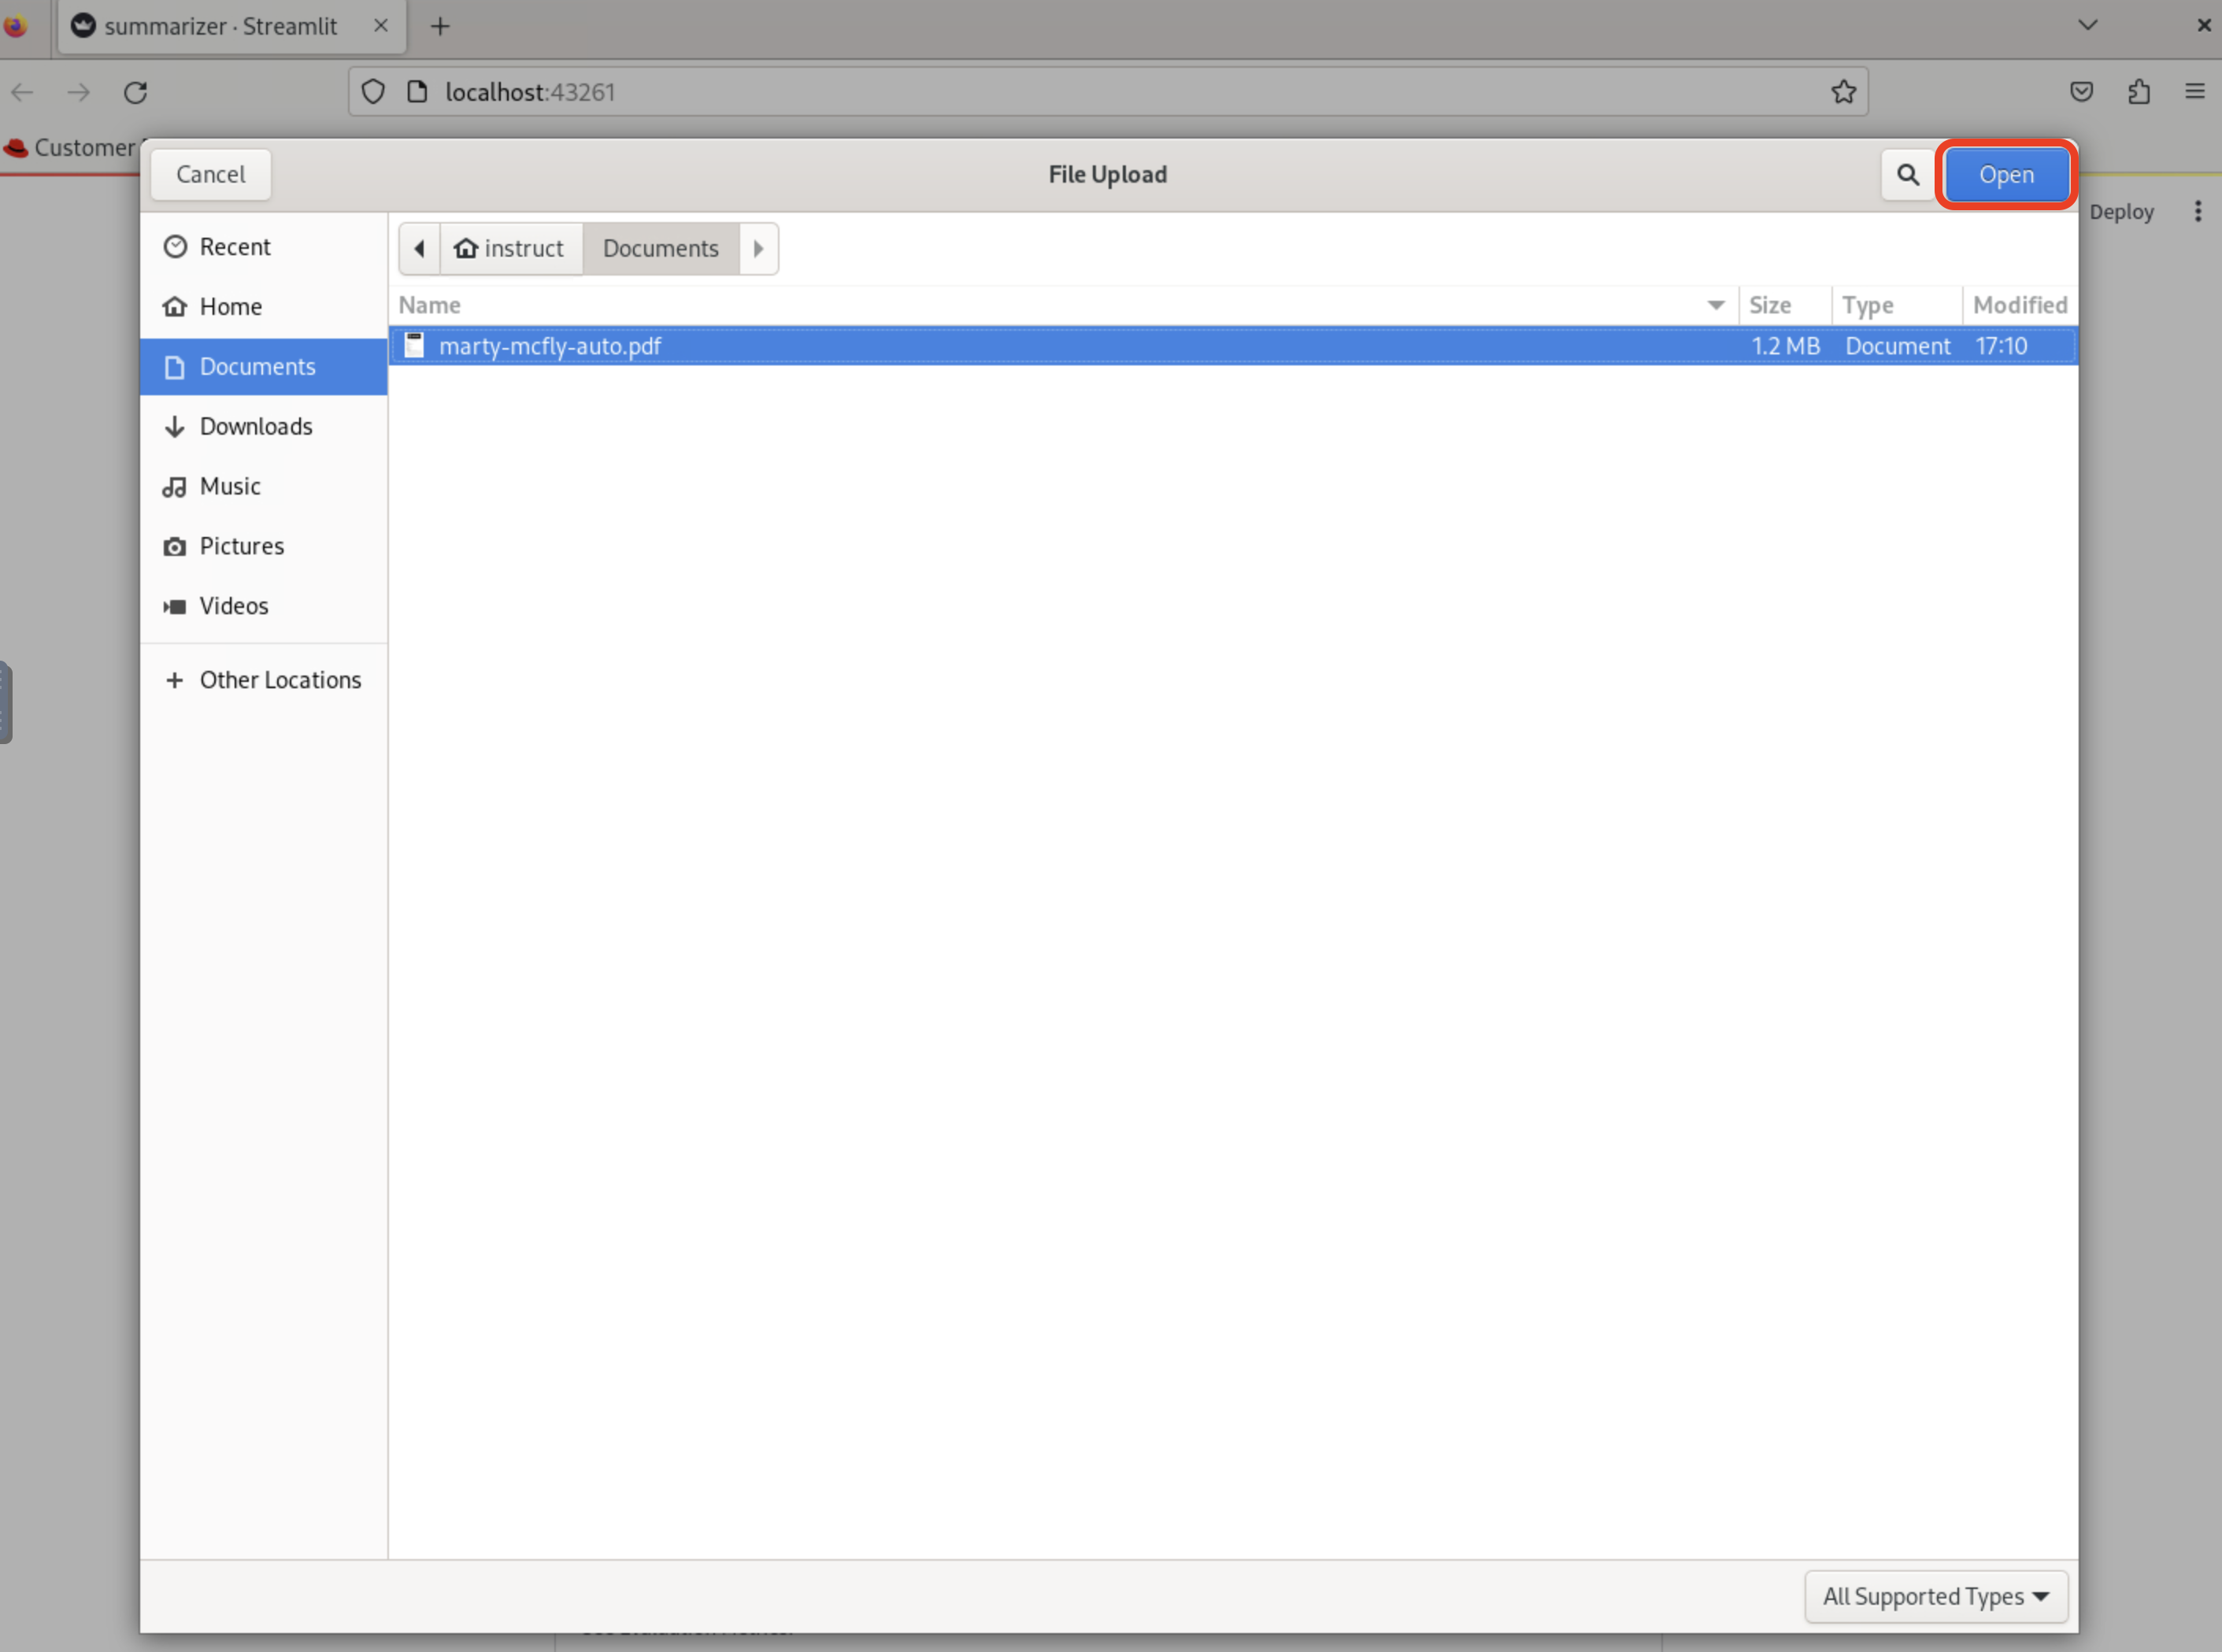 summarizer · Streamlit
localhost:43261
Customer
Cancel
File Upload
Open
Deploy
Recent
Home
Documents
Downloads
Music
Pictures
Videos
Other Locations
instruct
Documents
Name
Size
Type
Modified
marty-mcfly-auto.pdf
1.2 MB
Document
17:10
All Supported Types